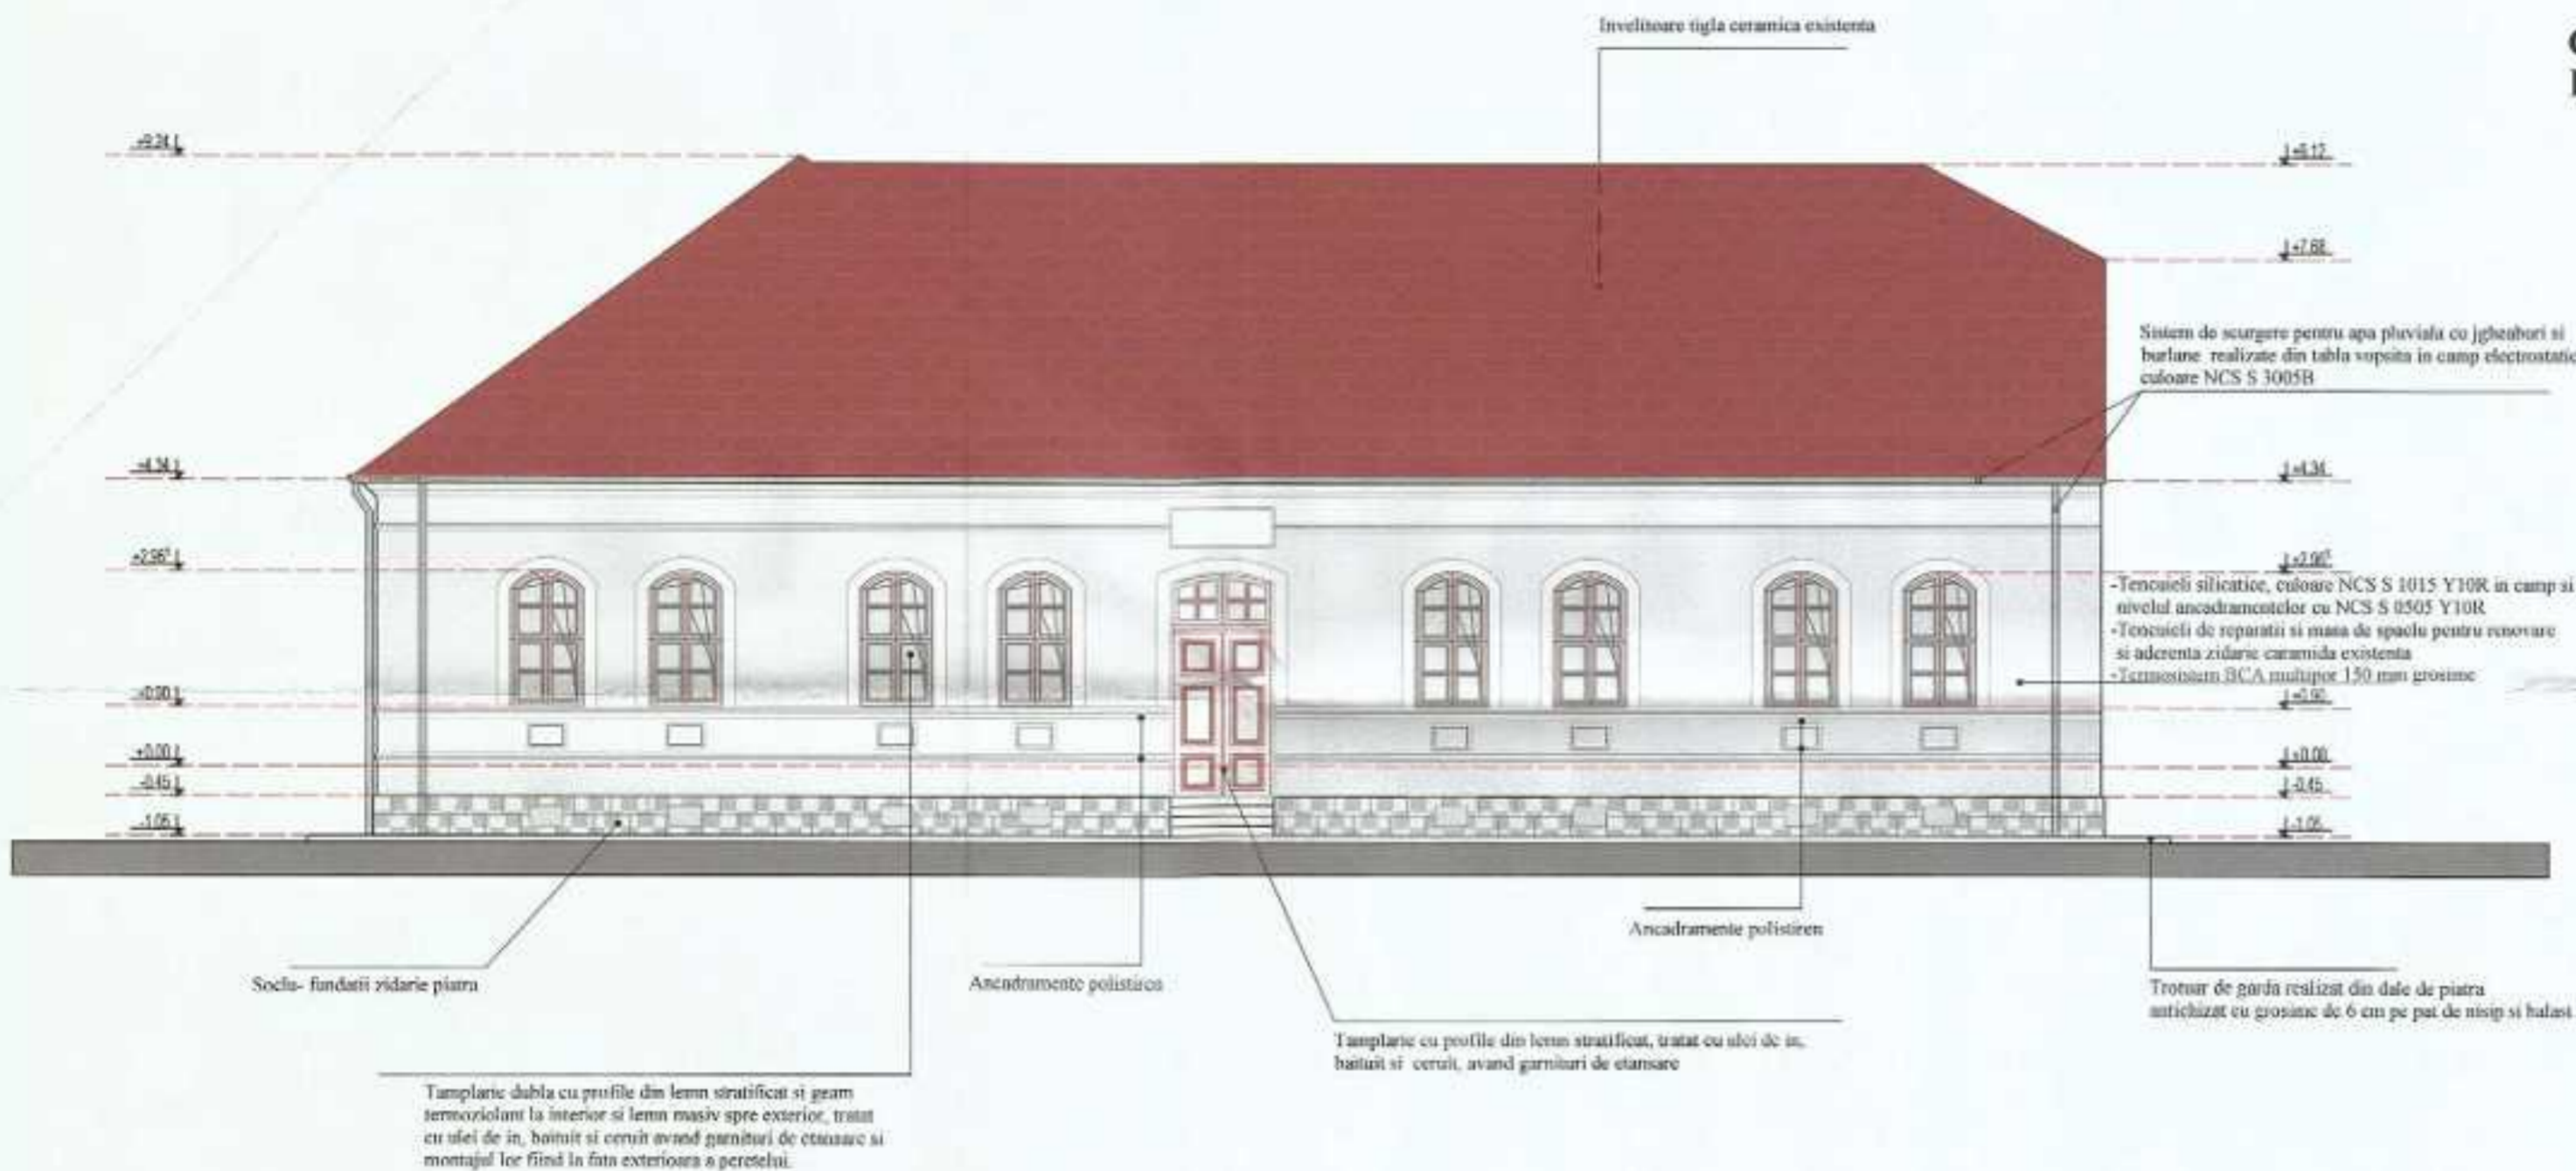 Invelitoare tigla ceramica existenta
+9.24
+9.12
+7.68
Sistem de scurgere pentru apa pluviala cu jgheaburi si
burlane realizate din tabla vopsita in camp electrostatic
culoare NCS S 3005B
+4.34
+4.34
+2.96⁵
+2.96⁵
-Tencuieli silicatice, culoare NCS S 1015 Y10R in camp si
nivelul ancadramentelor cu NCS S 0505 Y10R
-Tencuieli de reparatii si masa de spaclu pentru renovare
si aderenta zidarie caramida existenta
-Termosistem BCA multipor 150 mm grosime
+0.90
+0.90
+0.00
+0.00
-0.45
-0.45
-1.05
-1.05
Ancadramente polistiren
Soclu- fundatii zidarie piatra
Ancadramente polistiren
Trotuar de garda realizat din dale de piatra
antichizat cu grosime de 6 cm pe pat de nisip si balast
Tamplarie cu profile din lemn stratificat, tratat cu ulei de in,
baituit si ceruit, avand garnituri de etansare
Tamplarie dubla cu profile din lemn stratificat si geam
termoziolant la interior si lemn masiv spre exterior, tratat
cu ulei de in, baituit si ceruit avand garnituri de etansare si
montajul lor fiind la fata exterioara a peretelui.